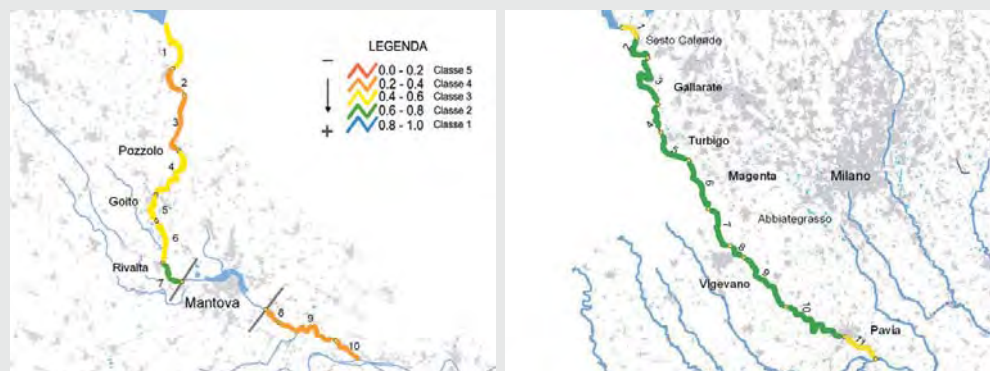 LEGENDA
0.0 - 0.2 Classe 5
0.2 - 0.4 Classe 4
0.4 - 0.6 Classe 3
0.6 - 0.8 Classe 2
0.8 - 1.0 Classe 1
−
+
1
2
3
Pozzolo
4
Goito
5
6
Rivalta
7
Mantova
8
9
10
1
Sesto Calende
2
3
Gallarate
4
Turbigo
5
Magenta
Milano
6
Abbiategrasso
7
8
Vigevano
9
10
Pavia
11